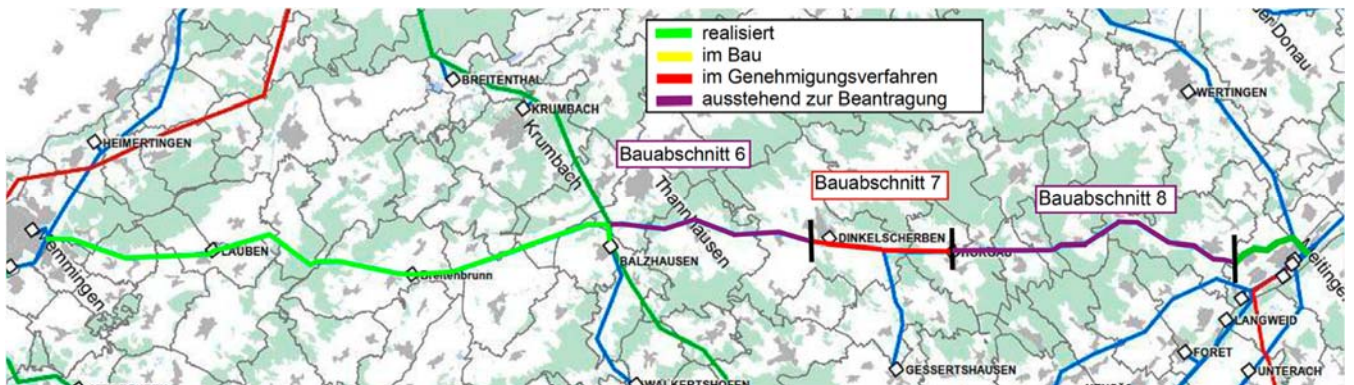 realisiert
im Bau
im Genehmigungsverfahren
ausstehend zur Beantragung
BREITENTHAL
KRUMBACH
WERTINGEN
HEIMERTINGEN
Krumbach
Bauabschnitt 6
Thannhausen
Bauabschnitt 7
Bauabschnitt 8
Memmingen
LAUBEN
Breitenbrunn
BALZHAUSEN
DINKELSCHERBEN
HORGAU
LANGWEID
FORET
GESSERTSHAUSEN
UNTERACH
WALKERTSHOFEN